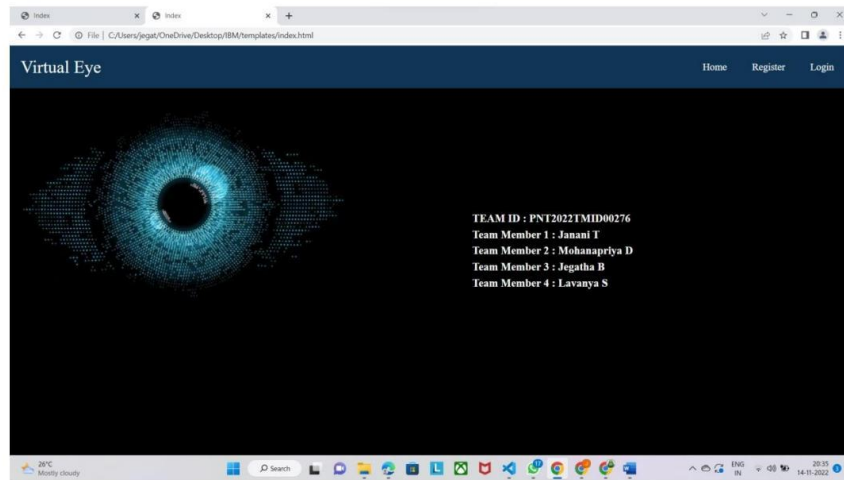 Index
Index
File | C:/Users/jegat/OneDrive/Desktop/IBM/templates/index.html
Virtual Eye
Home Register Login
TEAM ID : PNT2022TMID00276
Team Member 1 : Janani T
Team Member 2 : Mohanapriya D
Team Member 3 : Jegatha B
Team Member 4 : Lavanya S
26°C
Mostly cloudy
Search
ENG
IN
20:35
14-11-2022